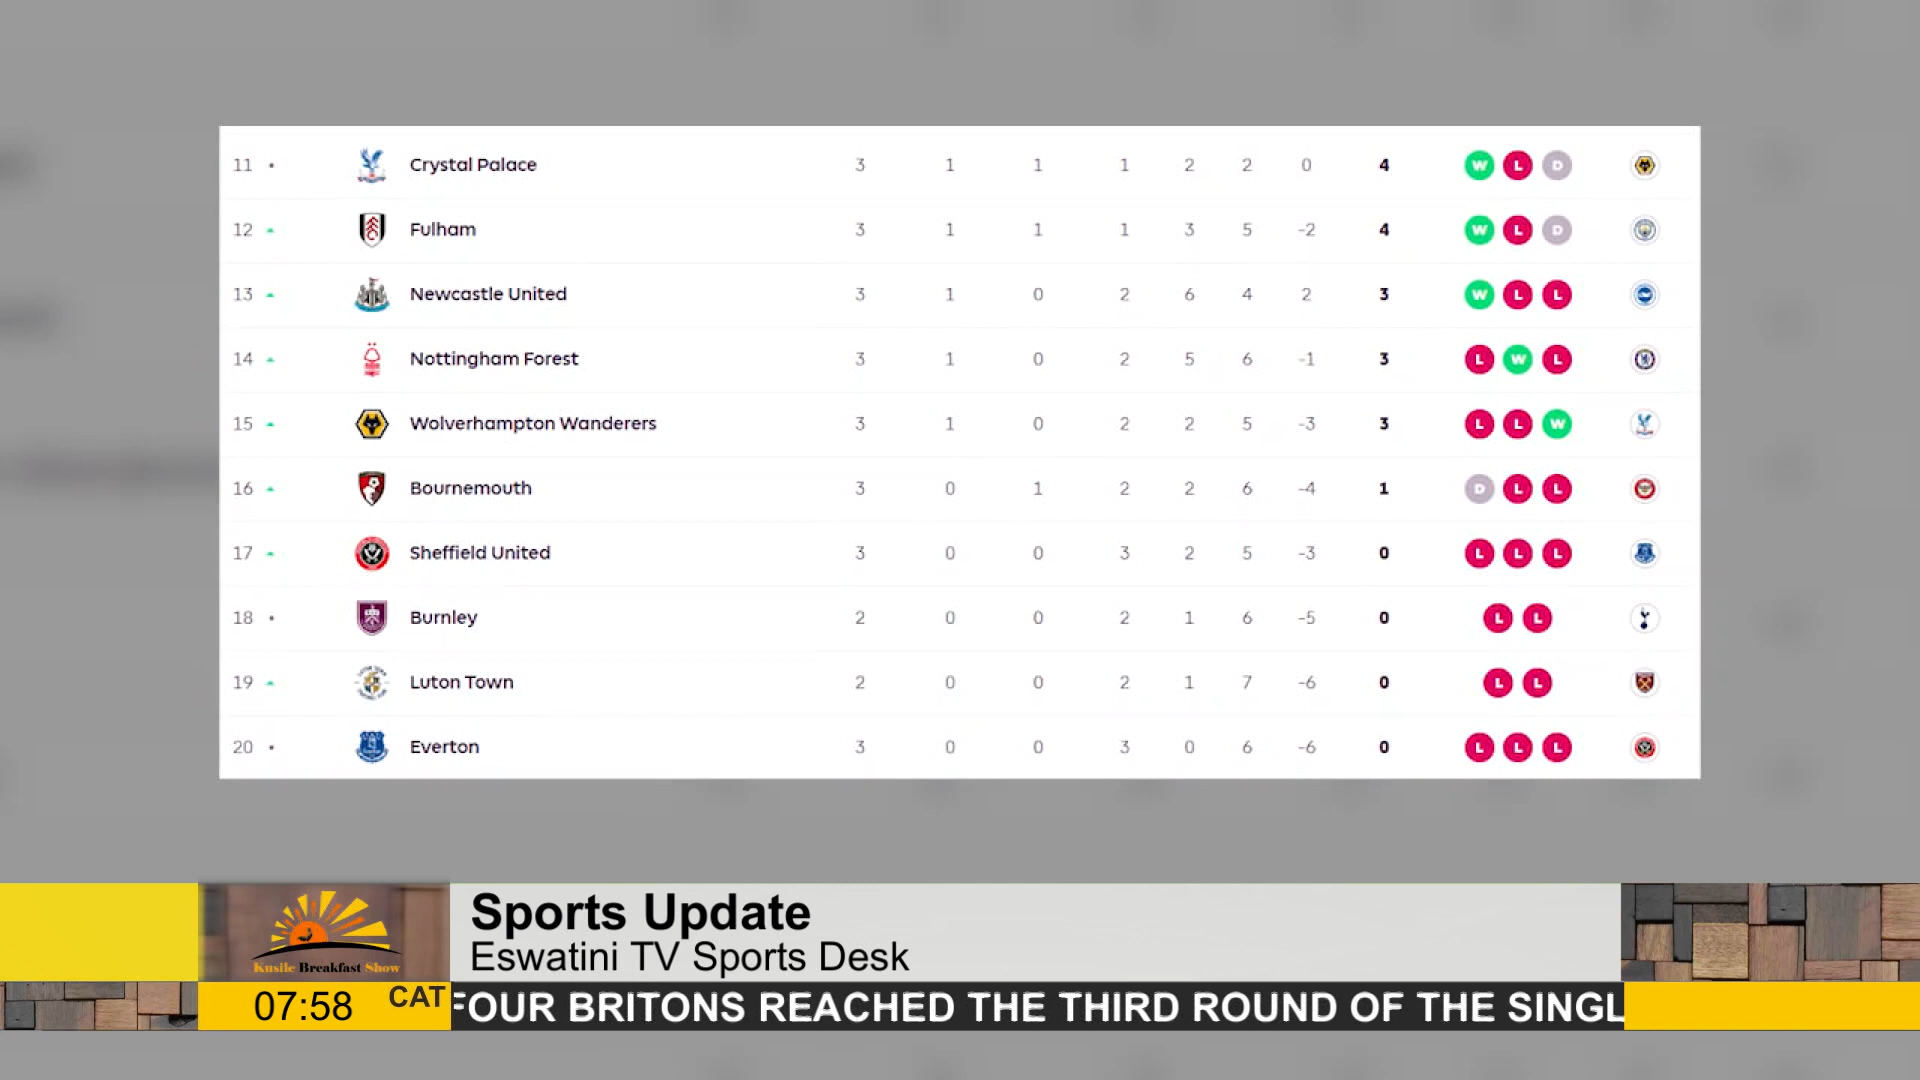 11 • Crystal Palace 3 1 1 1 2 2 0 4 W L D
12 Fulham 3 1 1 1 3 5 -2 4 W L D
13 Newcastle United 3 1 0 2 6 4 2 3 W L L
14 Nottingham Forest 3 1 0 2 5 6 -1 3 L W L
15 Wolverhampton Wanderers 3 1 0 2 2 5 -3 3 L L W
16 Bournemouth 3 0 1 2 2 6 -4 1 D L L
17 Sheffield United 3 0 0 3 2 5 -3 0 L L L
18 • Burnley 2 0 0 2 1 6 -5 0 L L
19 Luton Town 2 0 0 2 1 7 -6 0 L L
20 • Everton 3 0 0 3 0 6 -6 0 L L L
Sports Update
Eswatini TV Sports Desk
Kusile Breakfast Show
07:58 CAT FOUR BRITONS REACHED THE THIRD ROUND OF THE SINGL